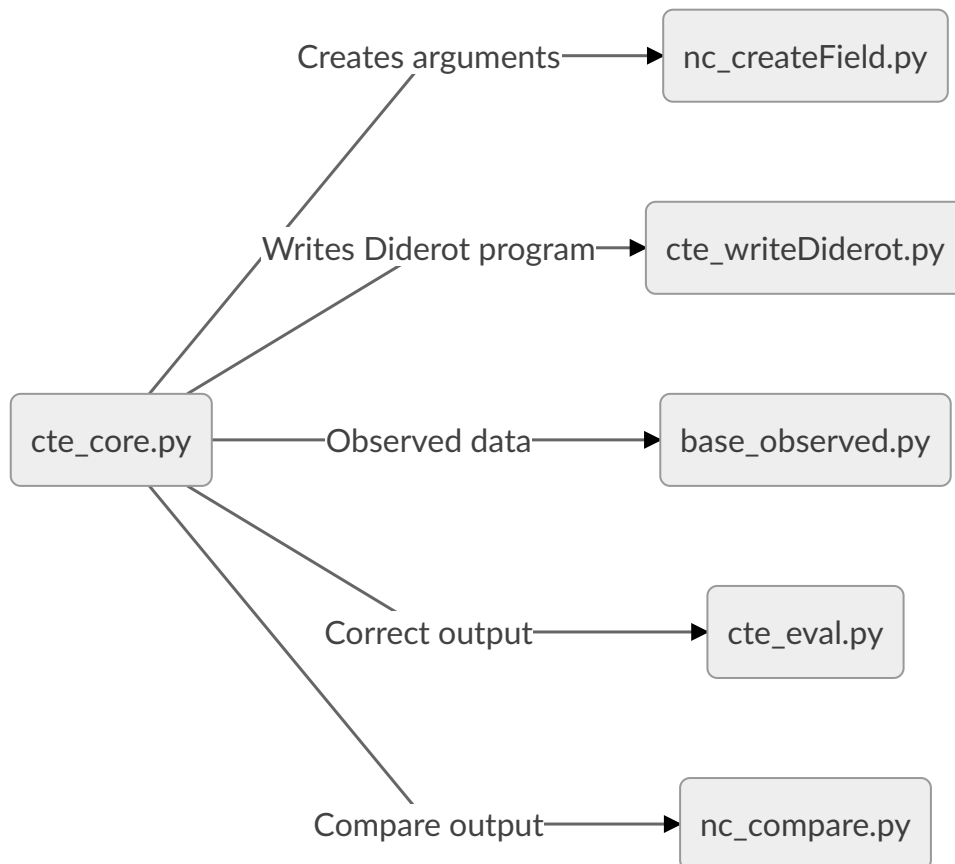 Creates arguments
nc_createField.py
Writes Diderot program
cte_writeDiderot.py
cte_core.py
Observed data
base_observed.py
Correct output
cte_eval.py
Compare output
nc_compare.py